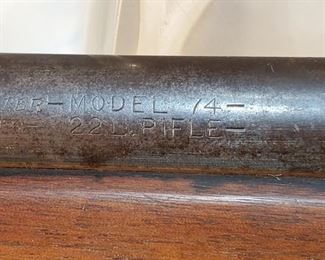 -MODEL 74-
22 L. RIFLE-